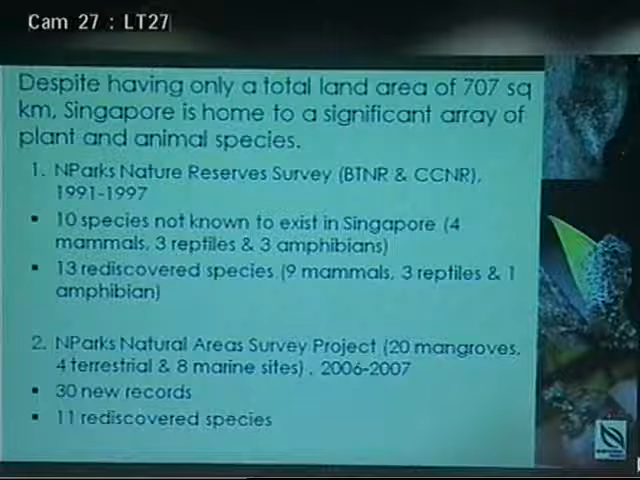 Cam 27 : LT27
Despite having only a total land area of 707 sq
km, Singapore is home to a significant array of
plant and animal species.
1. NParks Nature Reserves Survey (BTNR & CCNR),
1991-1997
▪ 10 species not known to exist in Singapore (4
mammals, 3 reptiles & 3 amphibians)
▪ 13 rediscovered species (9 mammals, 3 reptiles & 1
amphibian)
2. NParks Natural Areas Survey Project (20 mangroves,
4 terrestrial & 8 marine sites) , 2006-2007
▪ 30 new records
▪ 11 rediscovered species